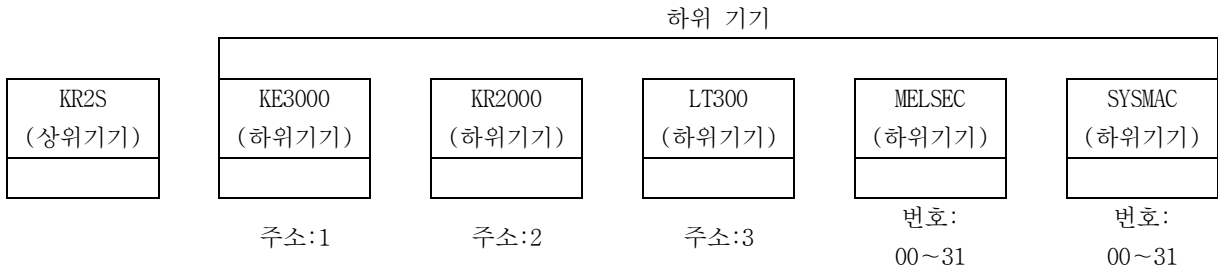 하위 기기
KR2S
(상위기기)
KE3000
(하위기기)
KR2000
(하위기기)
LT300
(하위기기)
MELSEC
(하위기기)
SYSMAC
(하위기기)
주소:1
주소:2
주소:3
번호:
00~31
번호:
00~31